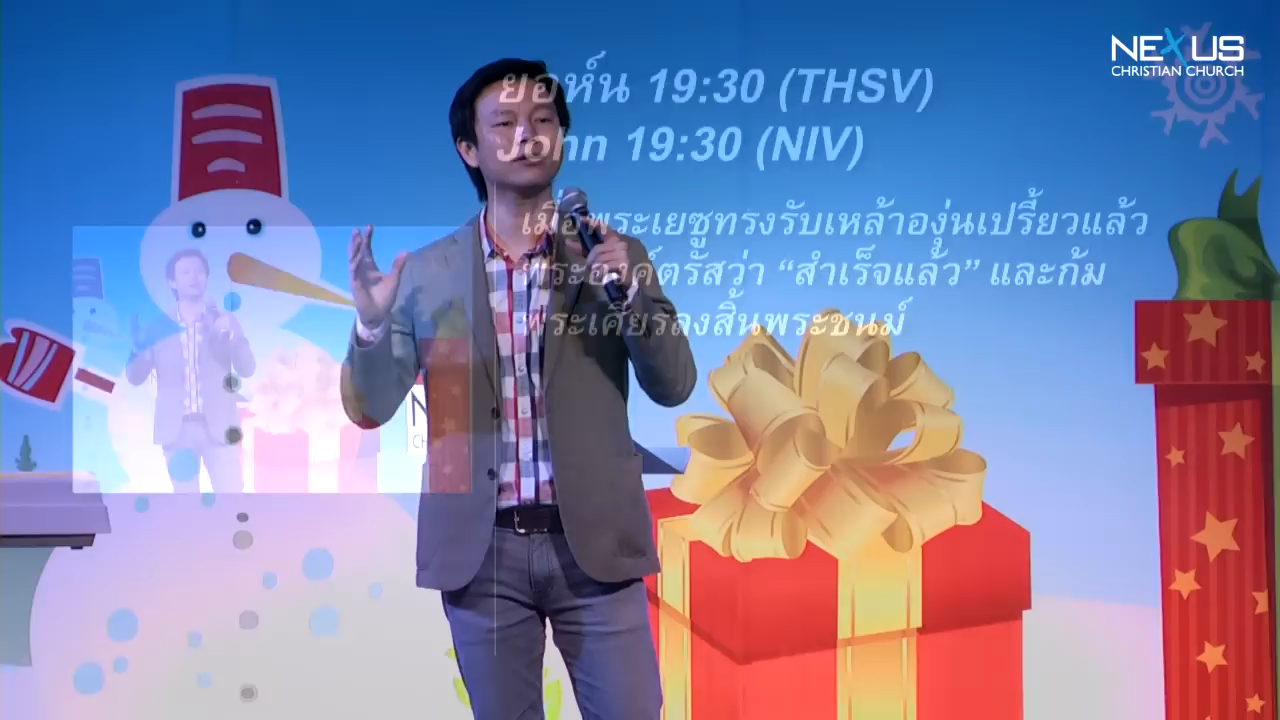 NEXUS
CHRISTIAN CHURCH
ยอห์น 19:30 (THSV)
John 19:30 (NIV)
เมื่อพระเยซูทรงรับเหล้าองุ่นเปรี้ยวแล้ว
พระองค์ตรัสว่า “สำเร็จแล้ว” และก้ม
พระเศียรลงสิ้นพระชนม์